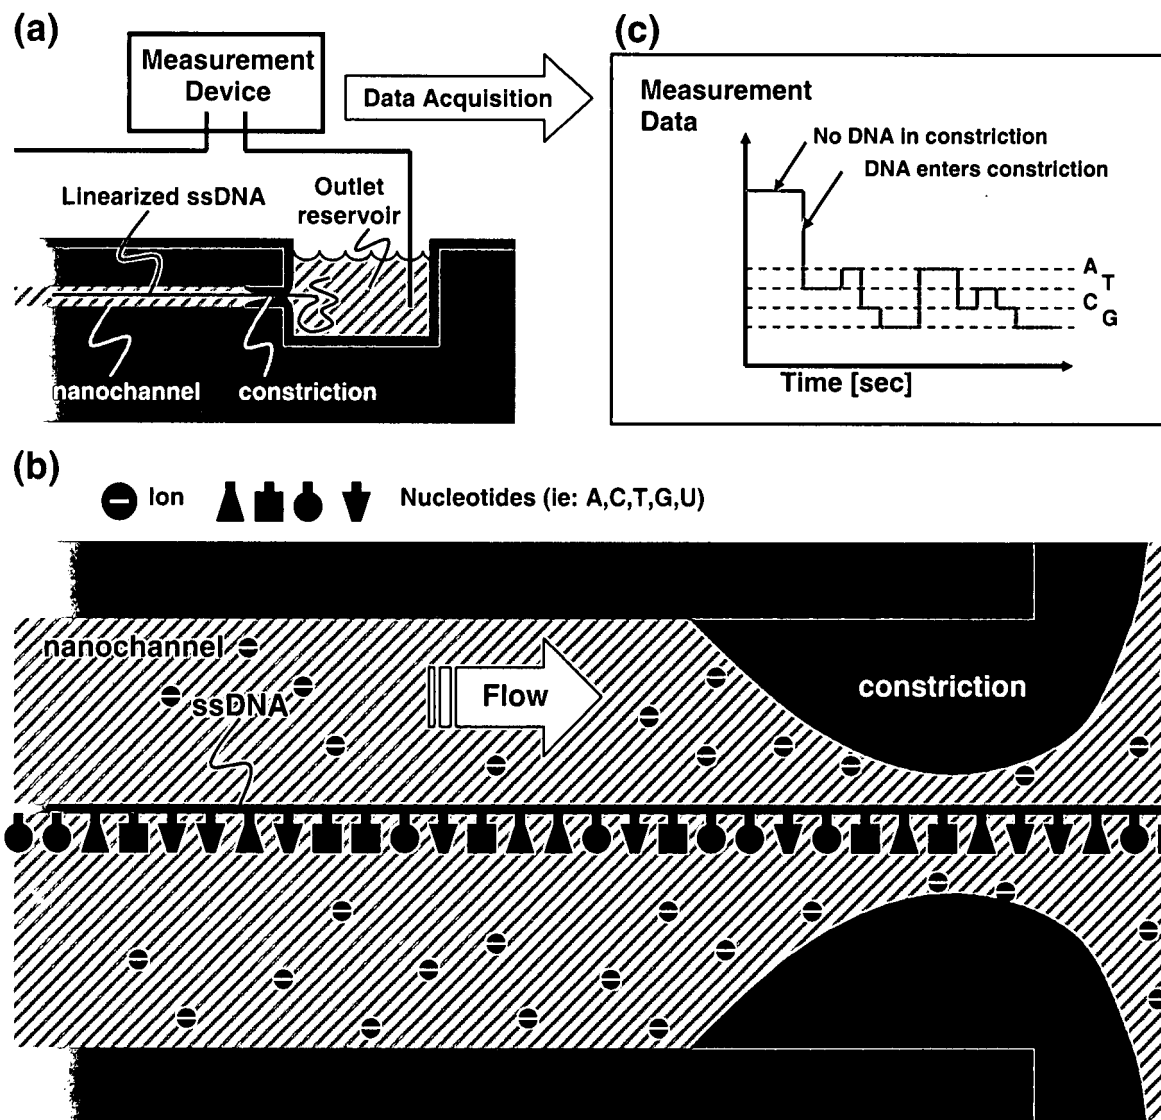 (a)
Measurement
Device
Data Acquisition
Linearized ssDNA
Outlet
reservoir
nanochannel
constriction
(c)
Measurement
Data
No DNA in constriction
DNA enters constriction
A
T
C
G
Time [sec]
(b)
Ion
Nucleotides (ie: A,C,T,G,U)
nanochannel
ssDNA
Flow
constriction